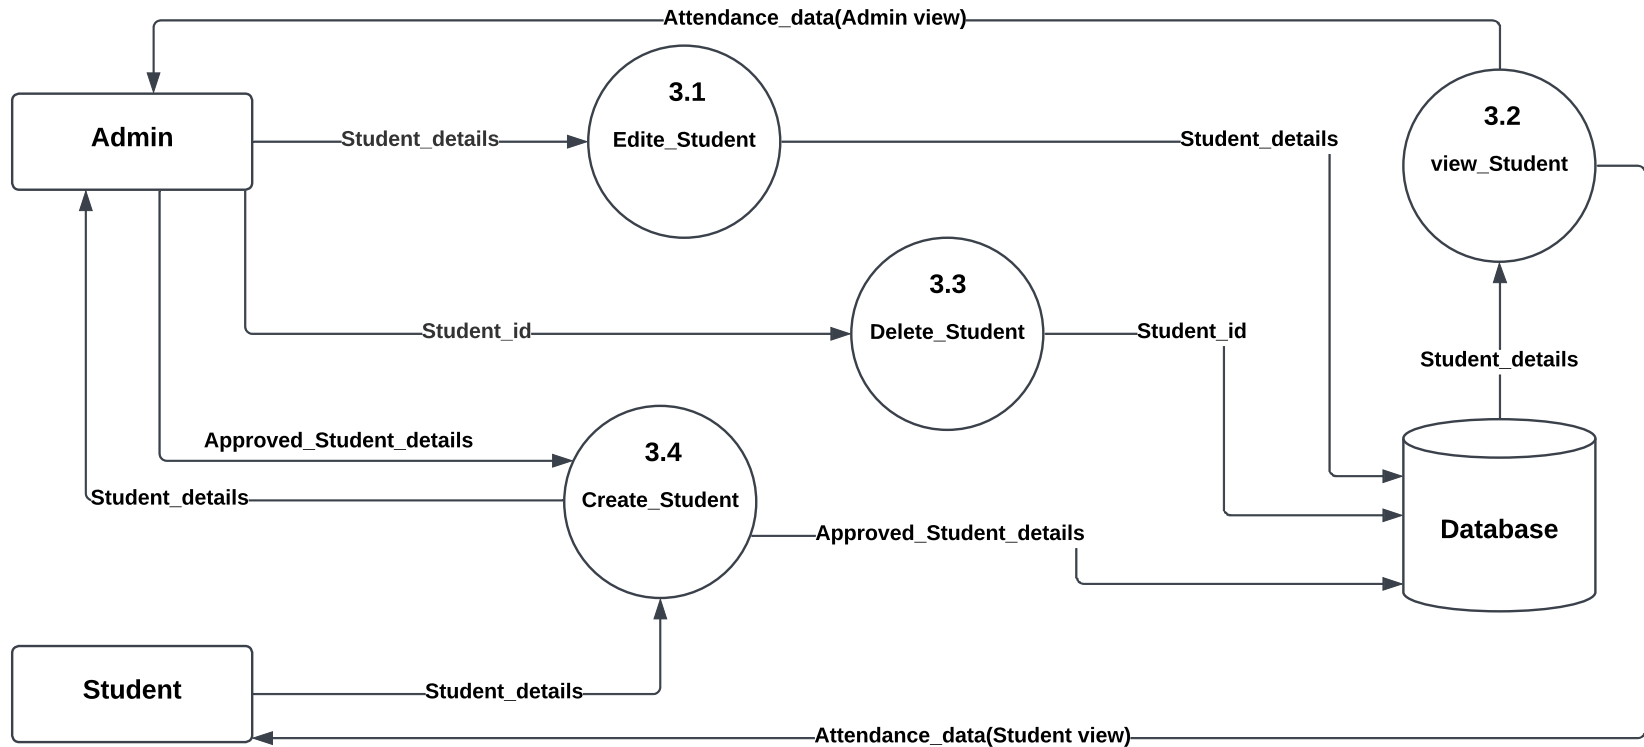 Attendance_data(Admin view)
3.1
Edite_Student
3.2
view_Student
Admin
Student_details
Student_details
3.3
Delete_Student
Student_id
Student_id
Student_details
3.4
Create_Student
Approved_Student_details
Student_details
Approved_Student_details
Database
Student
Student_details
Attendance_data(Student view)